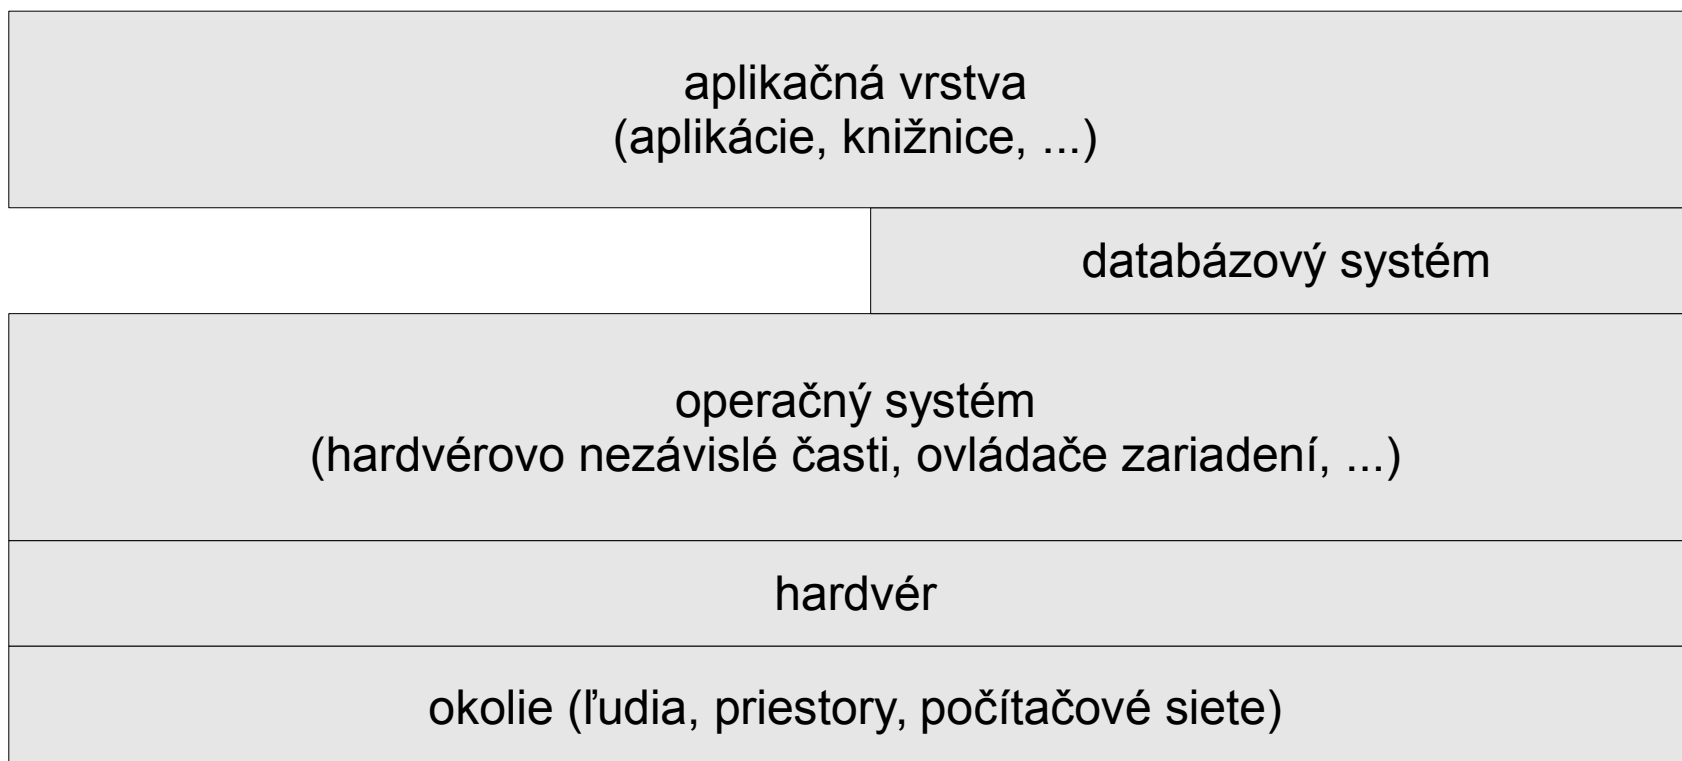 aplikačná vrstva
(aplikácie, knižnice, ...)
databázový systém
operačný systém
(hardvérovo nezávislé časti, ovládače zariadení, ...)
hardvér
okolie (ľudia, priestory, počítačové siete)